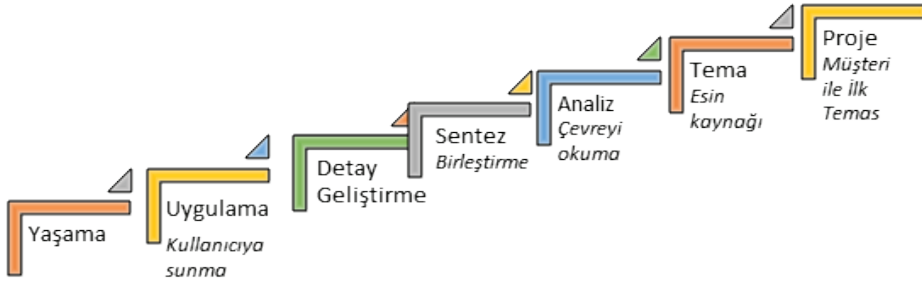 Yaşama
Uygulama
Kullanıcıya
sunma
Detay
Geliştirme
Sentez
Birleştirme
Analiz
Çevreyi
okuma
Tema
Esin
kaynağı
Proje
Müşteri
ile İlk
Temas